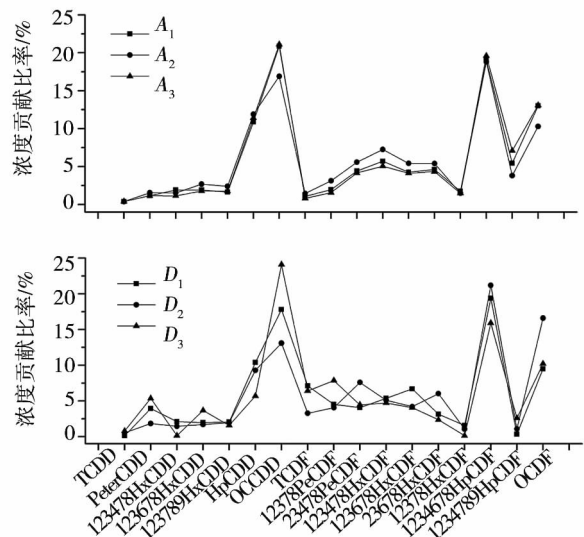 浓度贡献比率/%
25
20
15
10
5
0
A1
A2
A3
浓度贡献比率/%
25
20
15
10
5
0
D1
D2
D3
TCDD
PeterCDD
123478HxCDD
123678HxCDD
123789HxCDD
HpCDD
OCCDD
TCDF
12378PeCDF
23478PeCDF
123478HxCDF
123678HxCDF
23678HxCDF
12378HxCDF
1234678HpCDF
1234789HpCDF
OCDF